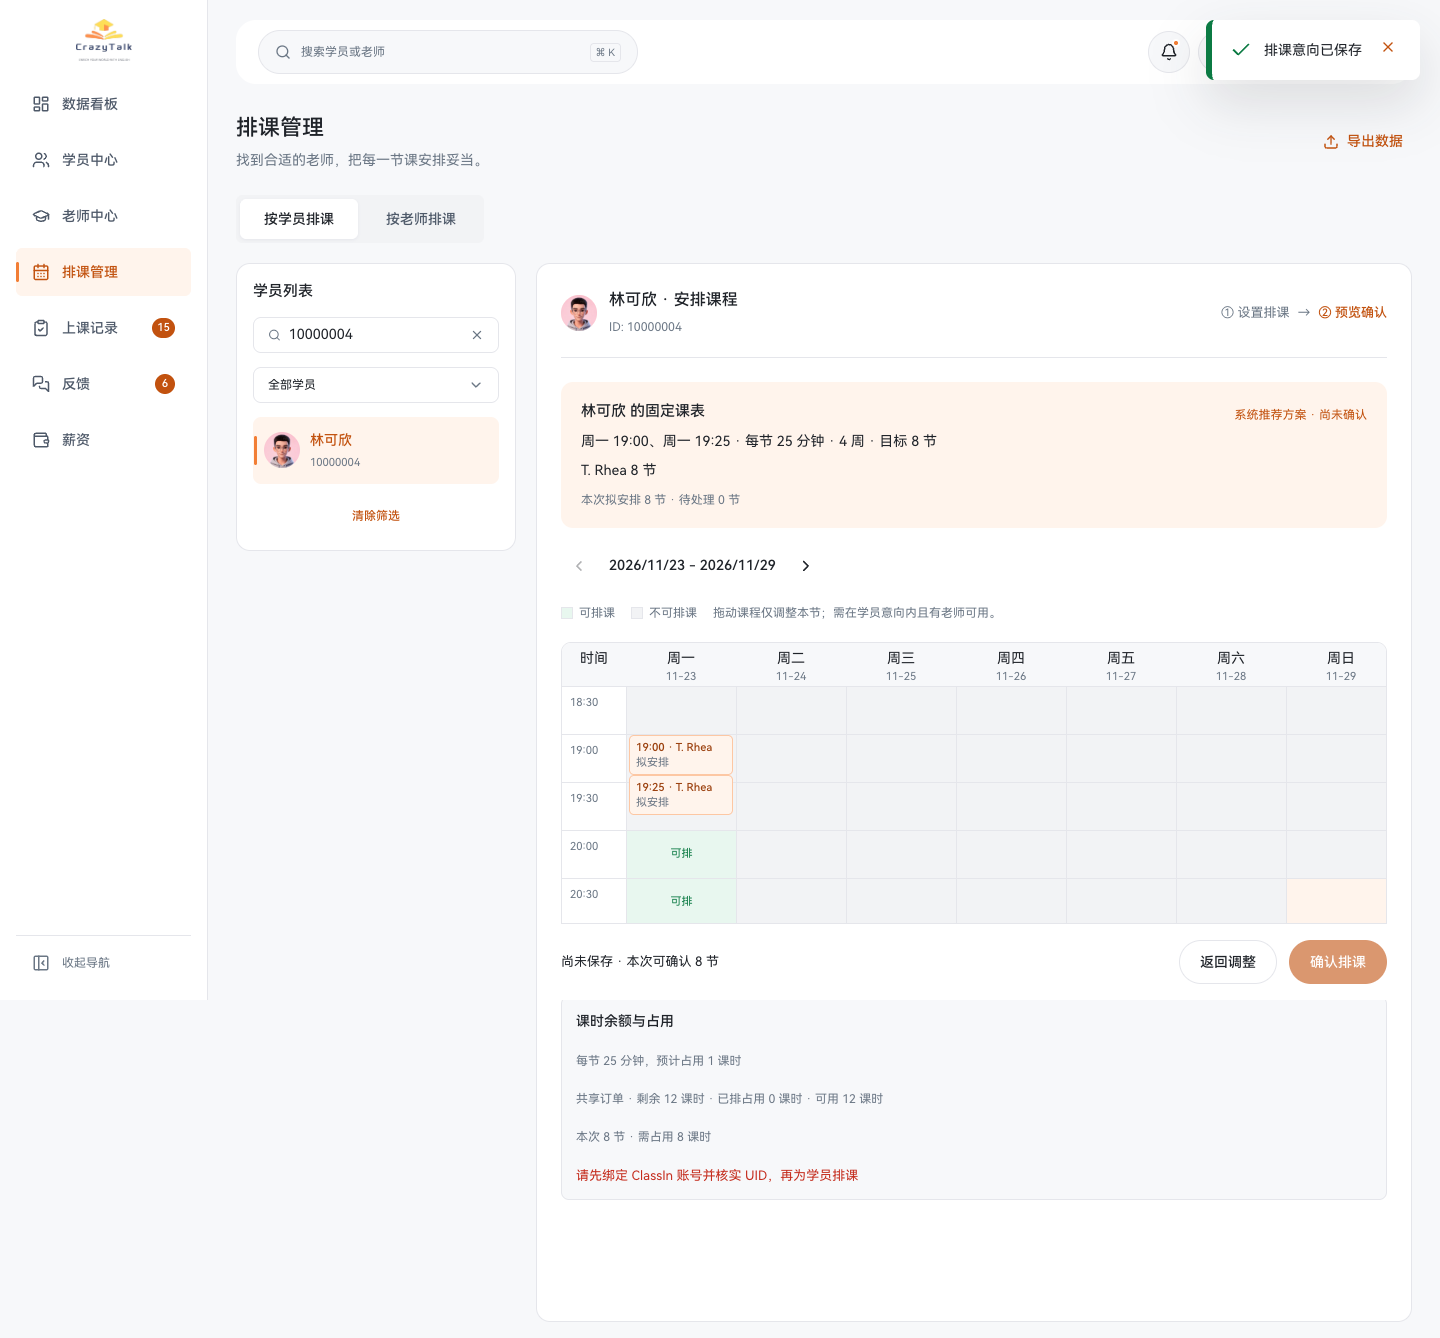 CrazyTalk
数据看板
学员中心
老师中心
排课管理
上课记录
15
反馈
6
薪资
收起导航
搜索学员或老师
⌘ K
排课意向已保存
排课管理
找到合适的老师，把每一节课安排妥当。
导出数据
按学员排课
按老师排课
学员列表
10000004
全部学员
林可欣
10000004
清除筛选
林可欣 · 安排课程
ID: 10000004
① 设置排课 → ② 预览确认
林可欣 的固定课表
系统推荐方案 · 尚未确认
周一 19:00、周一 19:25 · 每节 25 分钟 · 4 周 · 目标 8 节
T. Rhea 8 节
本次拟安排 8 节 · 待处理 0 节
2026/11/23 - 2026/11/29
可排课
不可排课
拖动课程仅调整本节；需在学员意向内且有老师可用。
时间
周一
11-23
周二
11-24
周三
11-25
周四
11-26
周五
11-27
周六
11-28
周日
11-29
18:30
19:00
19:00 · T. Rhea
拟安排
19:25 · T. Rhea
拟安排
19:30
20:00
可排
20:30
可排
尚未保存 · 本次可确认 8 节
返回调整
确认排课
课时余额与占用
每节 25 分钟，预计占用 1 课时
共享订单 · 剩余 12 课时 · 已排占用 0 课时 · 可用 12 课时
本次 8 节 · 需占用 8 课时
请先绑定 ClassIn 账号并核实 UID，再为学员排课